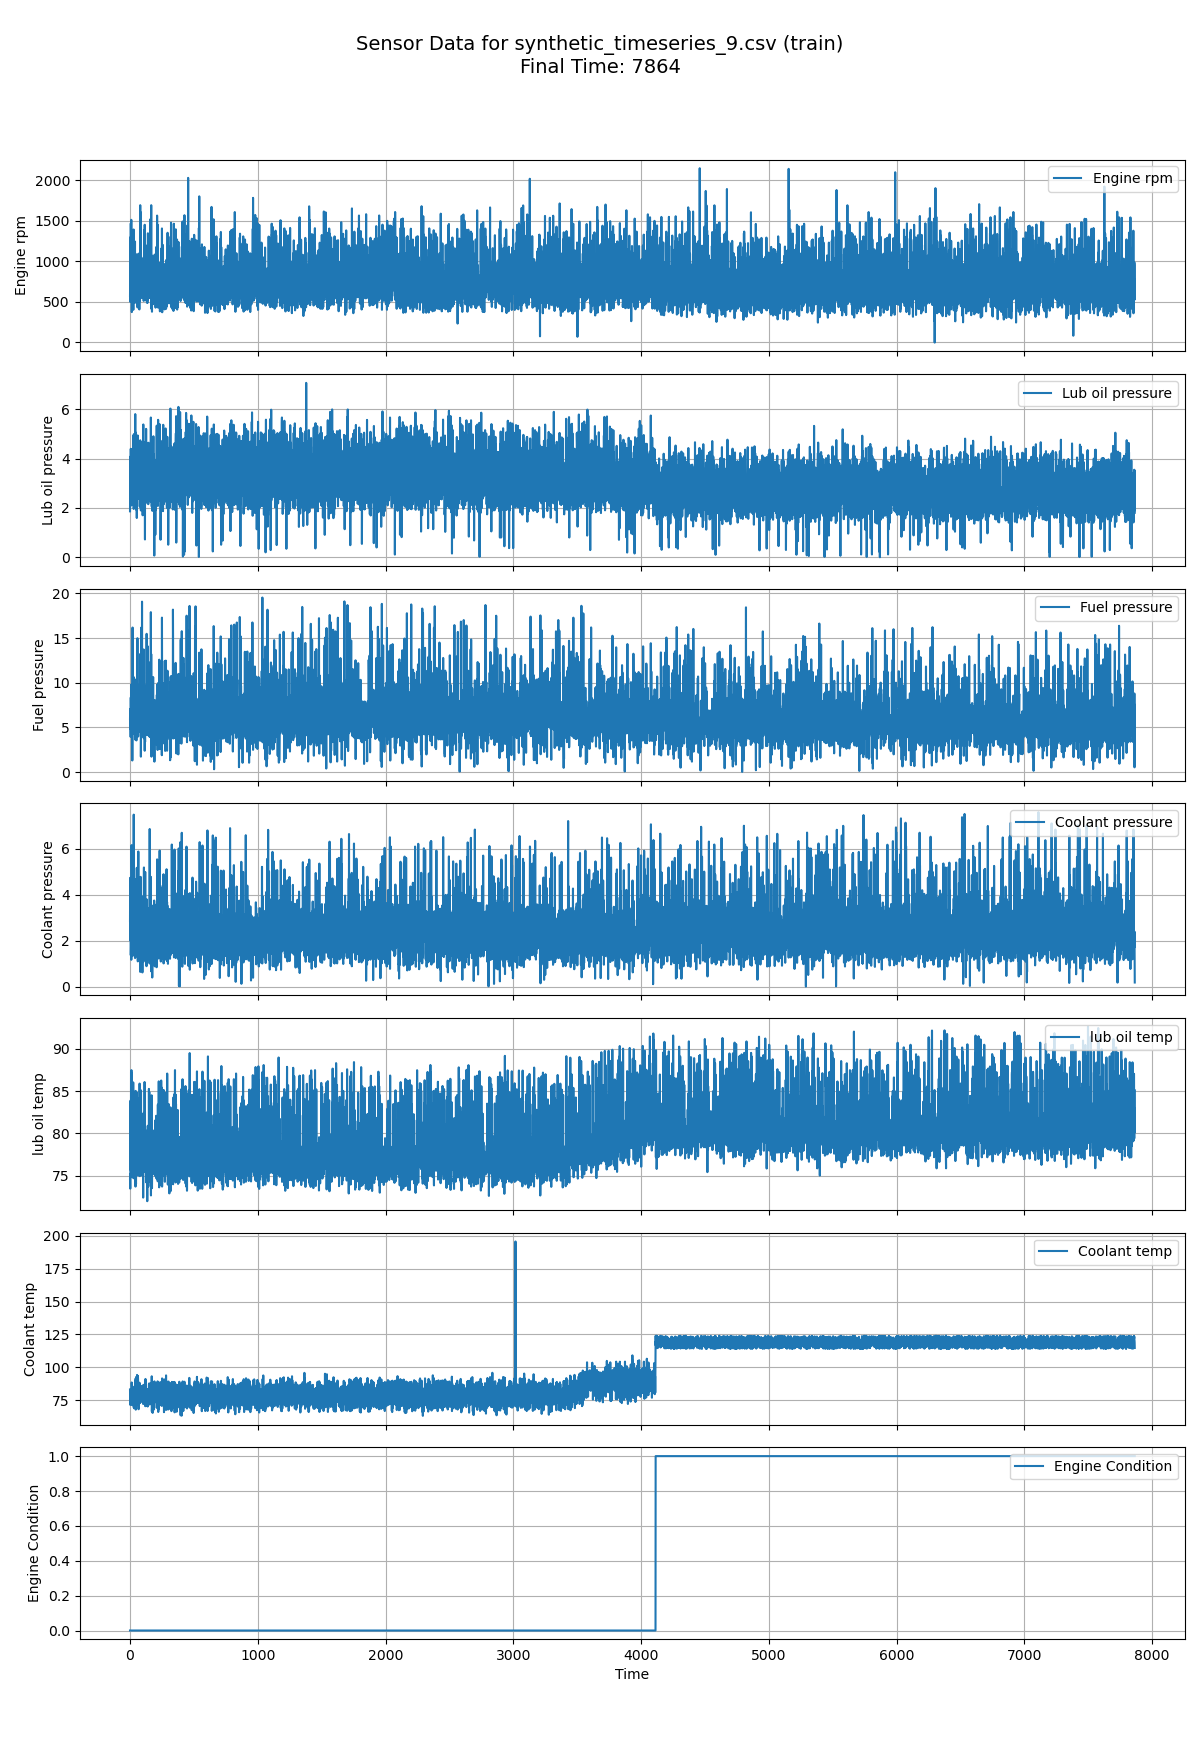 Sensor Data for synthetic_timeseries_9.csv (train)
Final Time: 7864
Engine rpm
2000
1500
1000
500
0
Engine rpm
Lub oil pressure
6
4
2
0
Lub oil pressure
Fuel pressure
20
15
10
5
0
Fuel pressure
Coolant pressure
6
4
2
0
Coolant pressure
lub oil temp
90
85
80
75
lub oil temp
Coolant temp
200
175
150
125
100
75
Coolant temp
Engine Condition
1.0
0.8
0.6
0.4
0.2
0.0
Engine Condition
0 1000 2000 3000 4000 5000 6000 7000 8000
Time